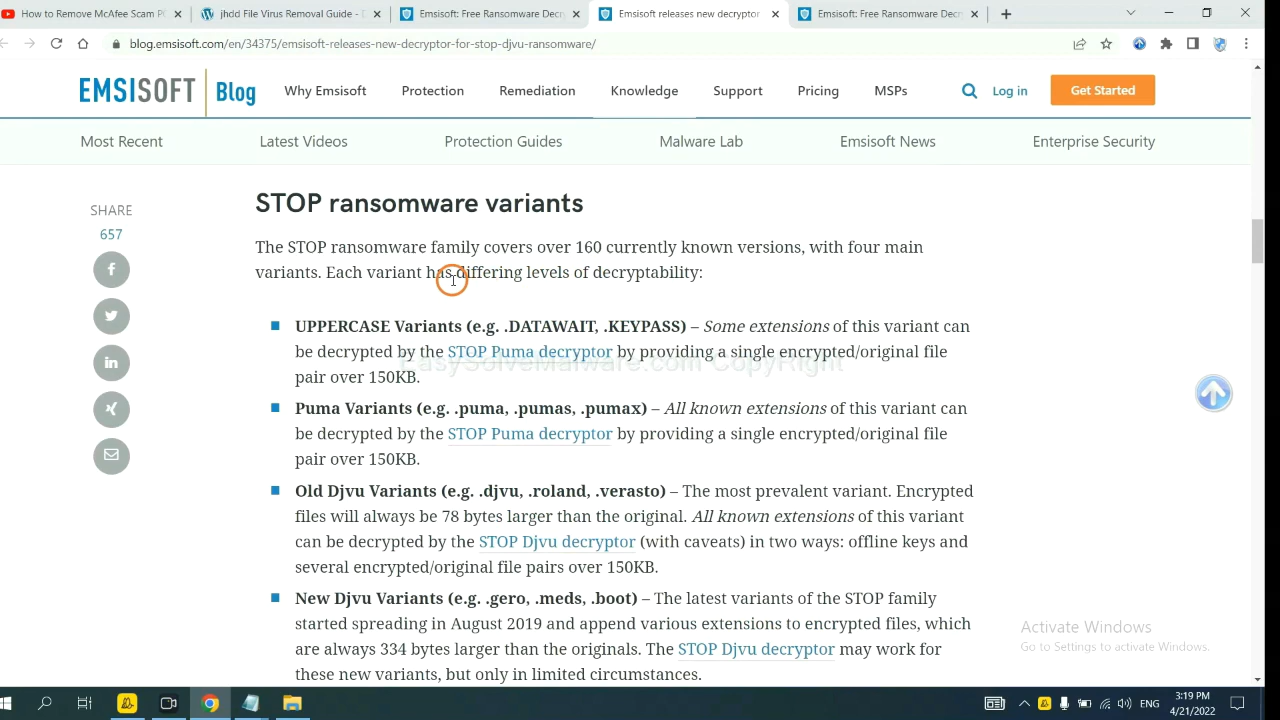 How to Remove McAfee Scam P
jhdd File Virus Removal Guide - D
Emsisoft: Free Ransomware Decr
Emsisoft releases new decryptor
Emsisoft: Free Ransomware Decr
blog.emsisoft.com/en/34375/emsisoft-releases-new-decryptor-for-stop-djvu-ransomware/
EMSISOFT Blog
Why Emsisoft
Protection
Remediation
Knowledge
Support
Pricing
MSPs
Log in
Get Started
Most Recent
Latest Videos
Protection Guides
Malware Lab
Emsisoft News
Enterprise Security
SHARE
657
STOP ransomware variants
The STOP ransomware family covers over 160 currently known versions, with four main
variants. Each variant has differing levels of decryptability:
UPPERCASE Variants (e.g. .DATAWAIT, .KEYPASS) – Some extensions of this variant can
be decrypted by the STOP Puma decryptor by providing a single encrypted/original file
EasySolveMalware.com CopyRight
pair over 150KB.
Puma Variants (e.g. .puma, .pumas, .pumax) – All known extensions of this variant can
be decrypted by the STOP Puma decryptor by providing a single encrypted/original file
pair over 150KB.
Old Djvu Variants (e.g. .djvu, .roland, .verasto) – The most prevalent variant. Encrypted
files will always be 78 bytes larger than the original. All known extensions of this variant
can be decrypted by the STOP Djvu decryptor (with caveats) in two ways: offline keys and
several encrypted/original file pairs over 150KB.
New Djvu Variants (e.g. .gero, .meds, .boot) – The latest variants of the STOP family
started spreading in August 2019 and append various extensions to encrypted files, which
are always 334 bytes larger than the originals. The STOP Djvu decryptor may work for
these new variants, but only in limited circumstances.
Activate Windows
Go to Settings to activate Windows.
ENG
3:19 PM
4/21/2022